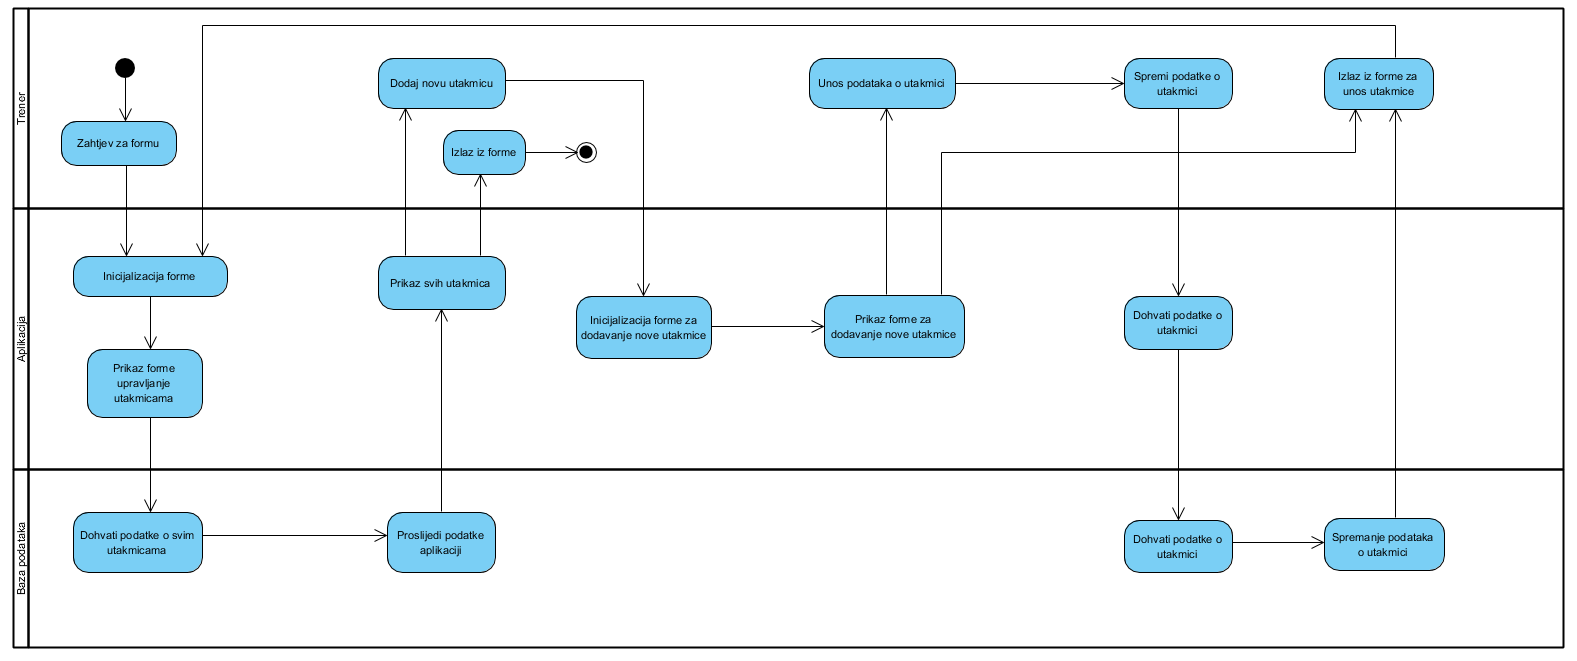 Trener
Zahtjev za formu
Dodaj novu utakmicu
Izlaz iz forme
Unos podataka o utakmici
Spremi podatke o
utakmici
Izlaz iz forme za
unos utakmice
Aplikacija
Inicijalizacija forme
Prikaz forme
upravljanje
utakmicama
Prikaz svih utakmica
Inicijalizacija forme za
dodavanje nove utakmice
Prikaz forme za
dodavanje nove utakmice
Dohvati podatke o
utakmici
Baza podataka
Dohvati podatke o svim
utakmicama
Proslijedi podatke
aplikaciji
Dohvati podatke o
utakmici
Spremanje podataka
o utakmici